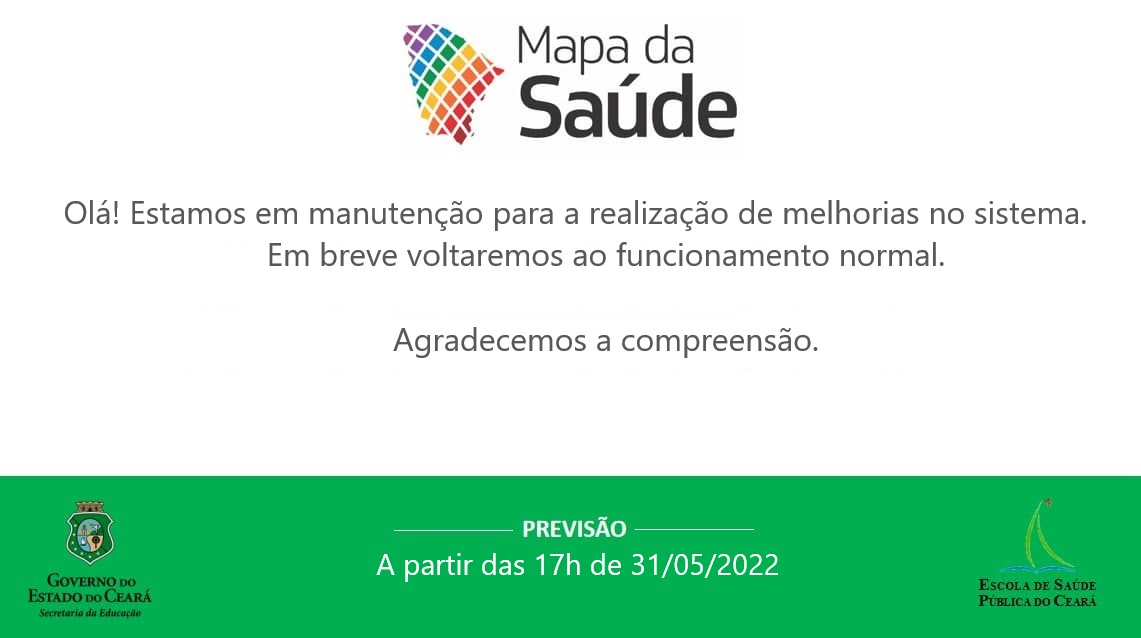 Mapa da
Saúde
Olá! Estamos em manutenção para a realização de melhorias no sistema.
Em breve voltaremos ao funcionamento normal.
Agradecemos a compreensão.
PREVISÃO
A partir das 17h de 31/05/2022
GOVERNO DO
ESTADO DO CEARÁ
Secretaria da Educação
ESCOLA DE SAÚDE
PÚBLICA DO CEARÁ